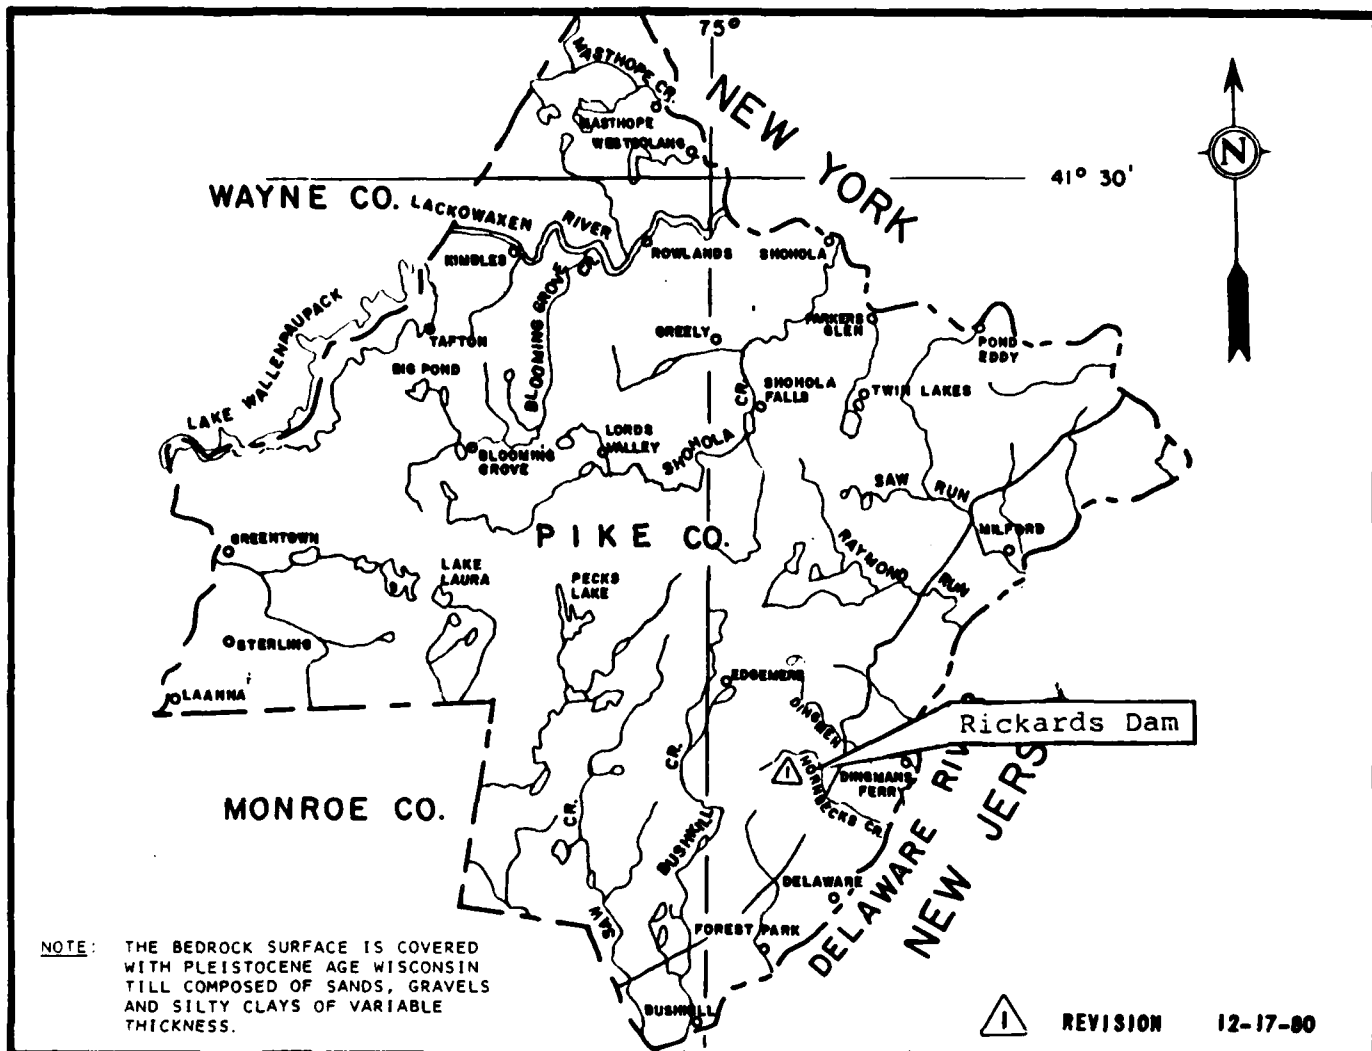 75°
MASTHOPE CR.
NEW YORK
MASTHOPE
WESTCOLANG
41° 30'
N
WAYNE CO.
LACKOWAXEN RIVER
KIMBLES
ROWLANDS
SHOHOLA
LAKE WALLENPAUPACK
BLOOMING GROVE CR.
TAFTON
GREELY
PARKERS
GLEN
POND
EDDY
BIG POND
SHOHOLA
FALLS
TWIN LAKES
SHOHOLA CR.
LORDS
VALLEY
BLOOMING
GROVE
SAW RUN
PIKE CO.
MILFORD
GREENTOWN
RAYMOND RUN
LAKE
LAURA
PECKS
LAKE
STERLING
LAANNA
EDGEMERE
DINGMEN
Rickards Dam
HORNBECKS CR.
1
DINGMANS
FERRY
DELAWARE RIV
NEW JERS
MONROE CO.
SAW CR.
BUSHKILL CR.
DELAWARE
FOREST PARK
BUSHKILL
NOTE: THE BEDROCK SURFACE IS COVERED
WITH PLEISTOCENE AGE WISCONSIN
TILL COMPOSED OF SANDS, GRAVELS
AND SILTY CLAYS OF VARIABLE
THICKNESS.
1 REVISION 12-17-80